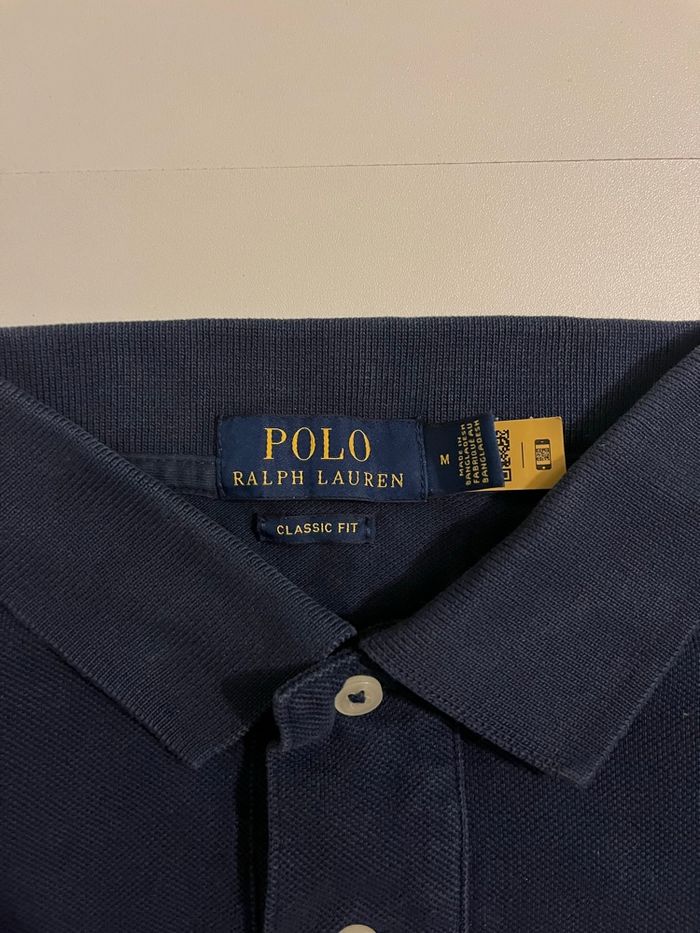 POLO
RALPH LAUREN
CLASSIC FIT
M
MADE IN
BANGLADESH
FABRIQUÉ AU
BANGLADESH